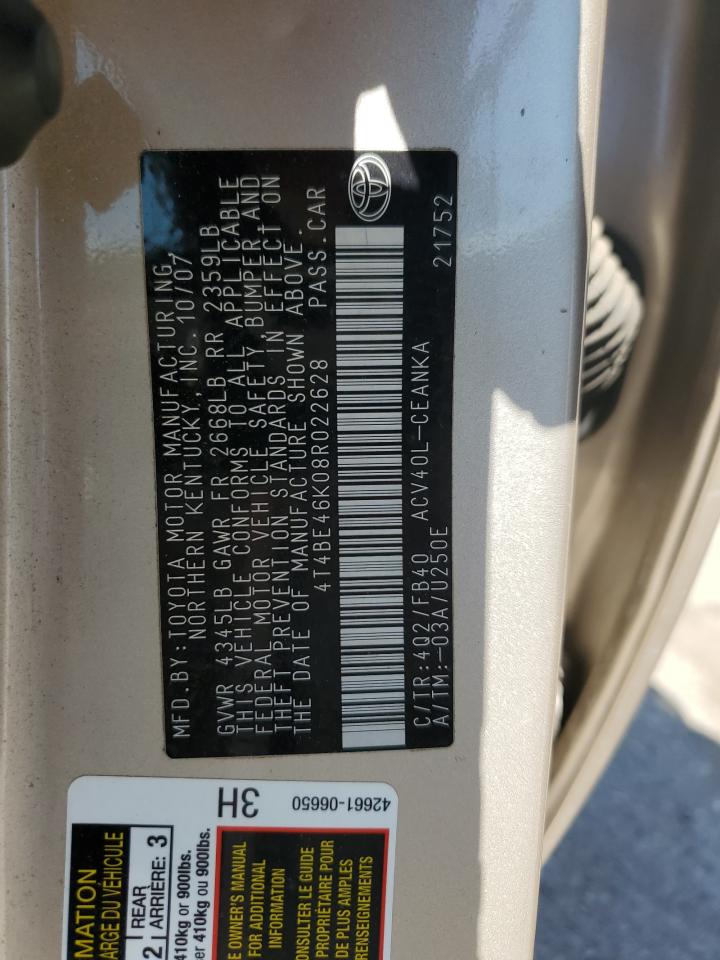 MFD.BY:TOYOTA MOTOR MANUFACTURING,
NORTHERN KENTUCKY,INC. 10/07
GVWR 4345LB GAWR FR 2668LB RR 2359LB
THIS VEHICLE CONFORMS TO ALL APPLICABLE
FEDERAL MOTOR VEHICLE SAFETY,BUMPER,AND
THEFT PREVENTION STANDARDS IN EFFECT ON
THE DATE OF MANUFACTURE SHOWN ABOVE.
4T4BE46K08R022628 PASS.CAR
C/TR:4Q2/FB40 ACV40L-CEANKA
A/TM:-03A/U250E 21752
3H
42661-06650
MATION
ARGE DU VÉHICULE
2
REAR
ARRIÈRE: 3
410kg or 900lbs.
er 410kg ou 900lbs.
E OWNER'S MANUAL
FOR ADDITIONAL
INFORMATION
ONSULTER LE GUIDE
PROPRIÉTAIRE POUR
DE PLUS AMPLES
RENSEIGNEMENTS